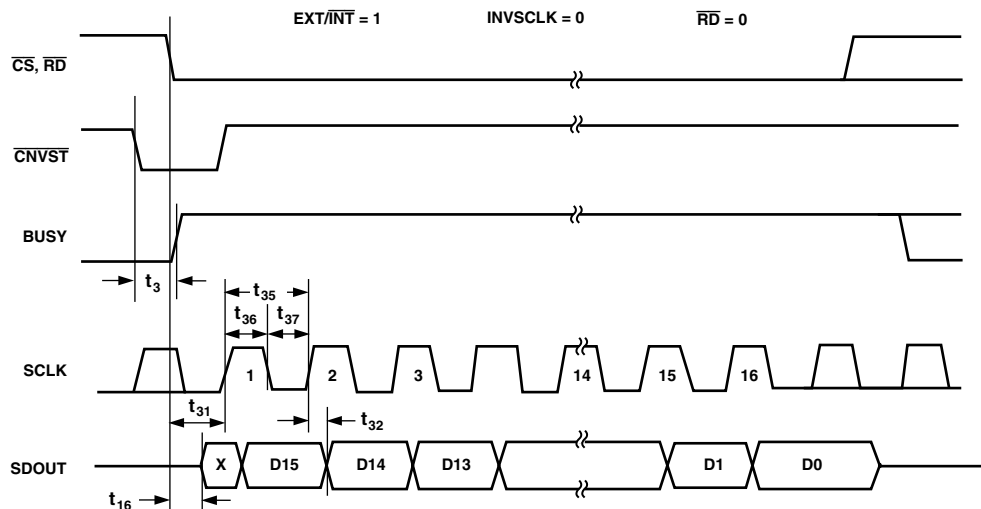 EXT/INT = 1 INVSCLK = 0 RD = 0
CS, RD
CNVST
BUSY
t3
t35
t36 t37
SCLK 1 2 3 14 15 16
t31
t32
SDOUT X D15 D14 D13 D1 D0
t16